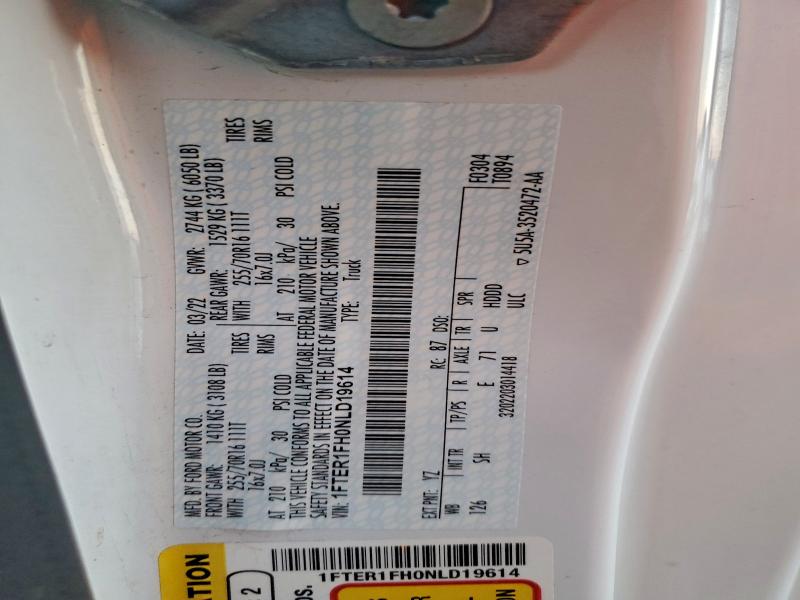 MFD. BY FORD MOTOR CO.
DATE: 03/22 GVWR: 2744 KG ( 6050 LB)
FRONT GAWR: 1410 KG ( 3108 LB) REAR GAWR: 1529 KG ( 3370 LB)
WITH 255/70R16 111T TIRES WITH 255/70R16 111T TIRES
16x7.0J RIMS 16x7.0J RIMS
AT 210 kPa/ 30 PSI COLD AT 210 kPa/ 30 PSI COLD
THIS VEHICLE CONFORMS TO ALL APPLICABLE FEDERAL MOTOR VEHICLE
SAFETY STANDARDS IN EFFECT ON THE DATE OF MANUFACTURE SHOWN ABOVE.
VIN: 1FTER1FH0NLD19614 TYPE: Truck
EXT PNT: YZ RC: 87 DSO: F0304
WB INT TR TP/PS R AXLE TR SPR T0894
126 SH E 71 U HDDD
ULC ▽ 5U5A-3520472-AA
3202203014418
1FTER1FH0NLD19614
ATION
2
OS.